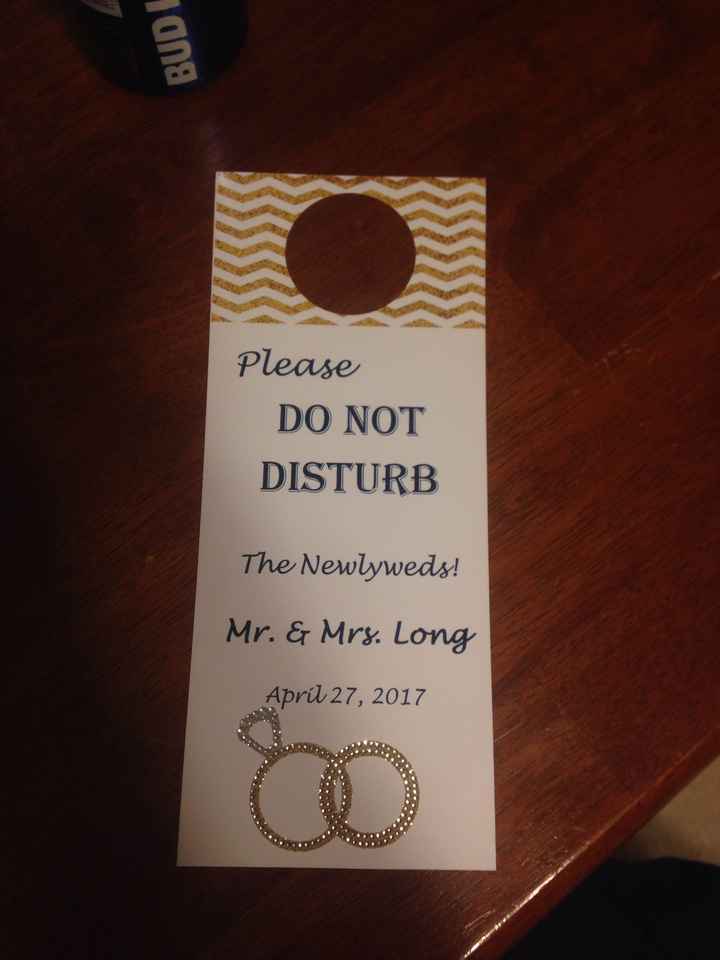 BUD
Please
DO NOT
DISTURB
The Newlyweds!
Mr. & Mrs. Long
April 27, 2017